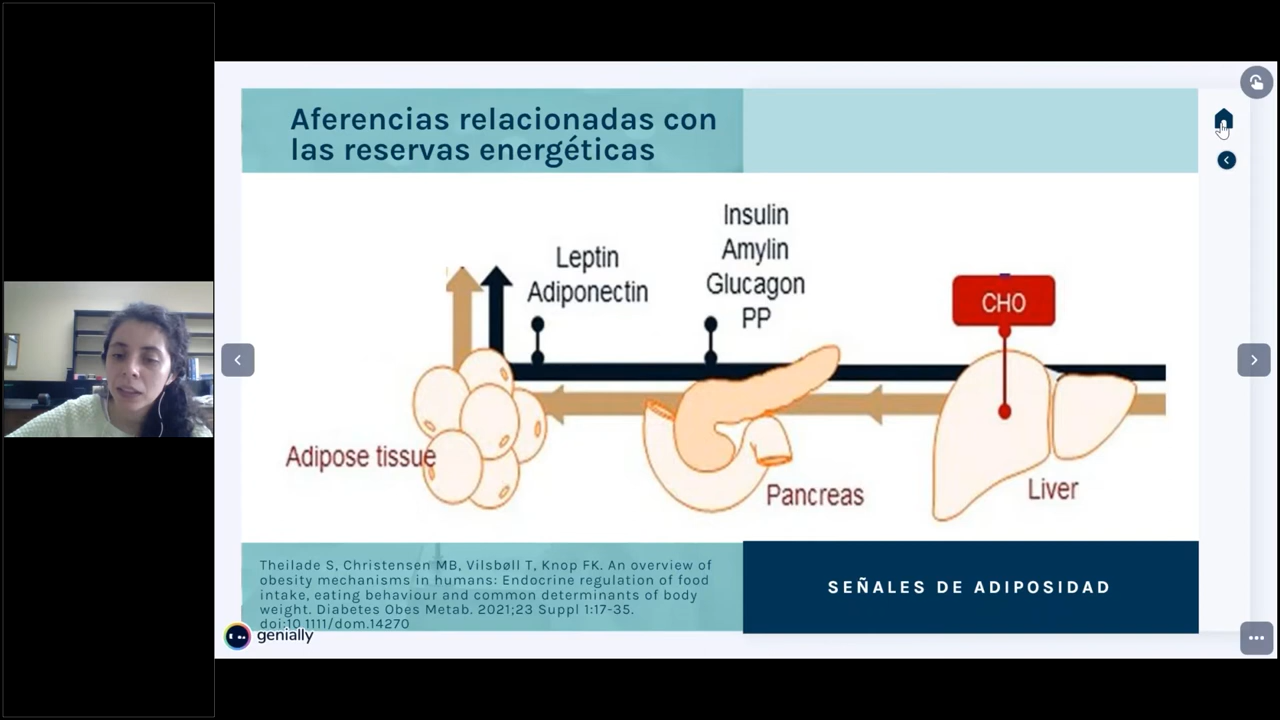 Aferencias relacionadas con
las reservas energéticas
Insulin
Amylin
Glucagon
PP
Leptin
Adiponectin
CHO
Adipose tissue
Pancreas
Liver
Theilade S, Christensen MB, Vilsbøll T, Knop FK. An overview of
obesity mechanisms in humans: Endocrine regulation of food
intake, eating behaviour and common determinants of body
weight. Diabetes Obes Metab. 2021;23 Suppl 1:17-35.
doi:10.1111/dom.14270
SEÑALES DE ADIPOSIDAD
genially